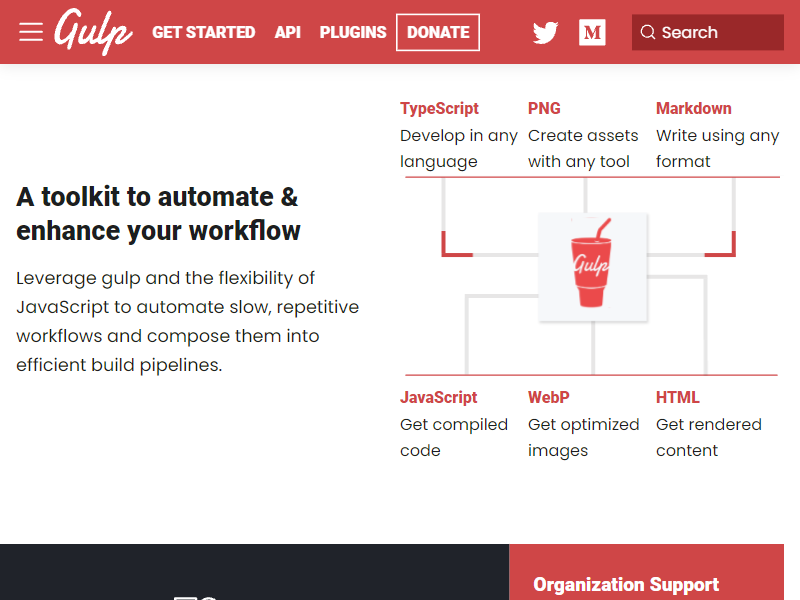 Gulp GET STARTED API PLUGINS DONATE M Search
TypeScript PNG Markdown
Develop in any Create assets Write using any
language with any tool format
A toolkit to automate &
enhance your workflow
Gulp
Leverage gulp and the flexibility of
JavaScript to automate slow, repetitive
workflows and compose them into
efficient build pipelines.
JavaScript WebP HTML
Get compiled Get optimized Get rendered
code images content
Organization Support